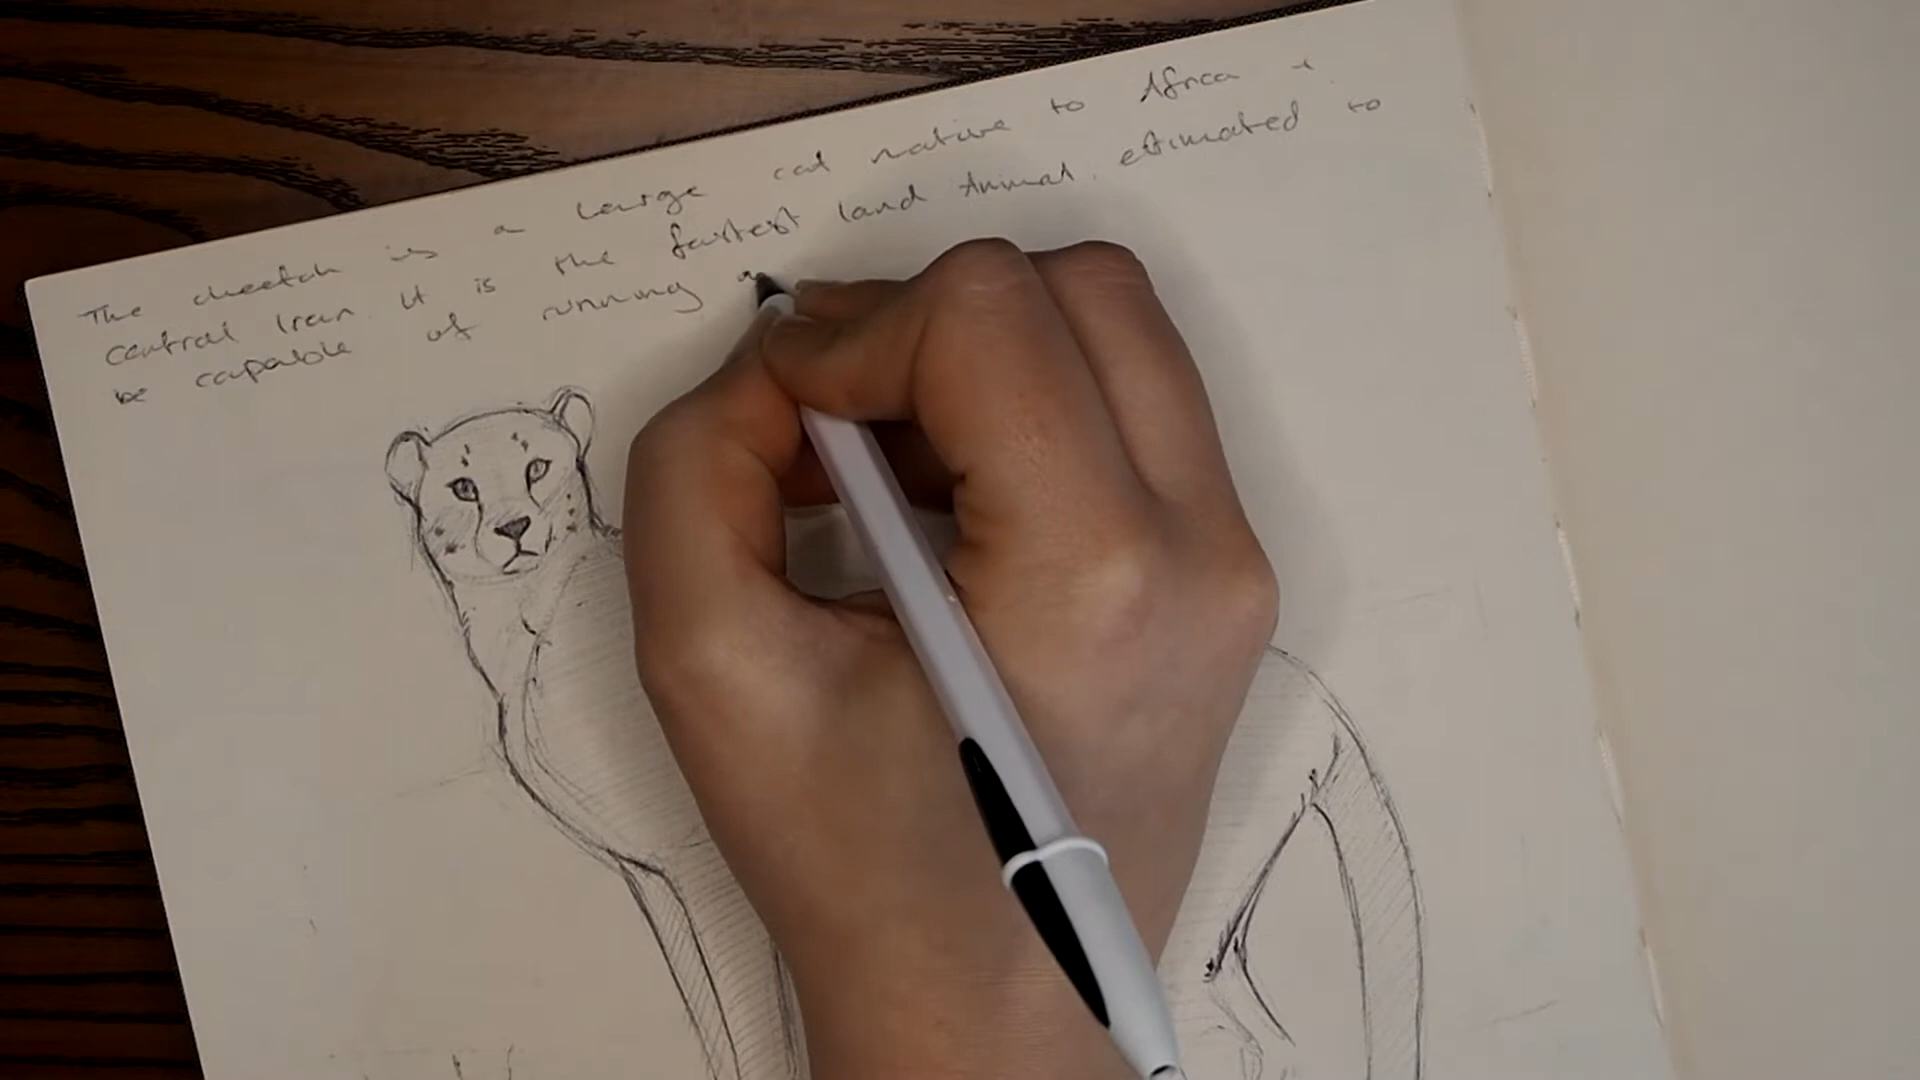 The cheetah is a large cat native to Africa +
central Iran. It is the fastest land Animal. estimated to
be capable of running